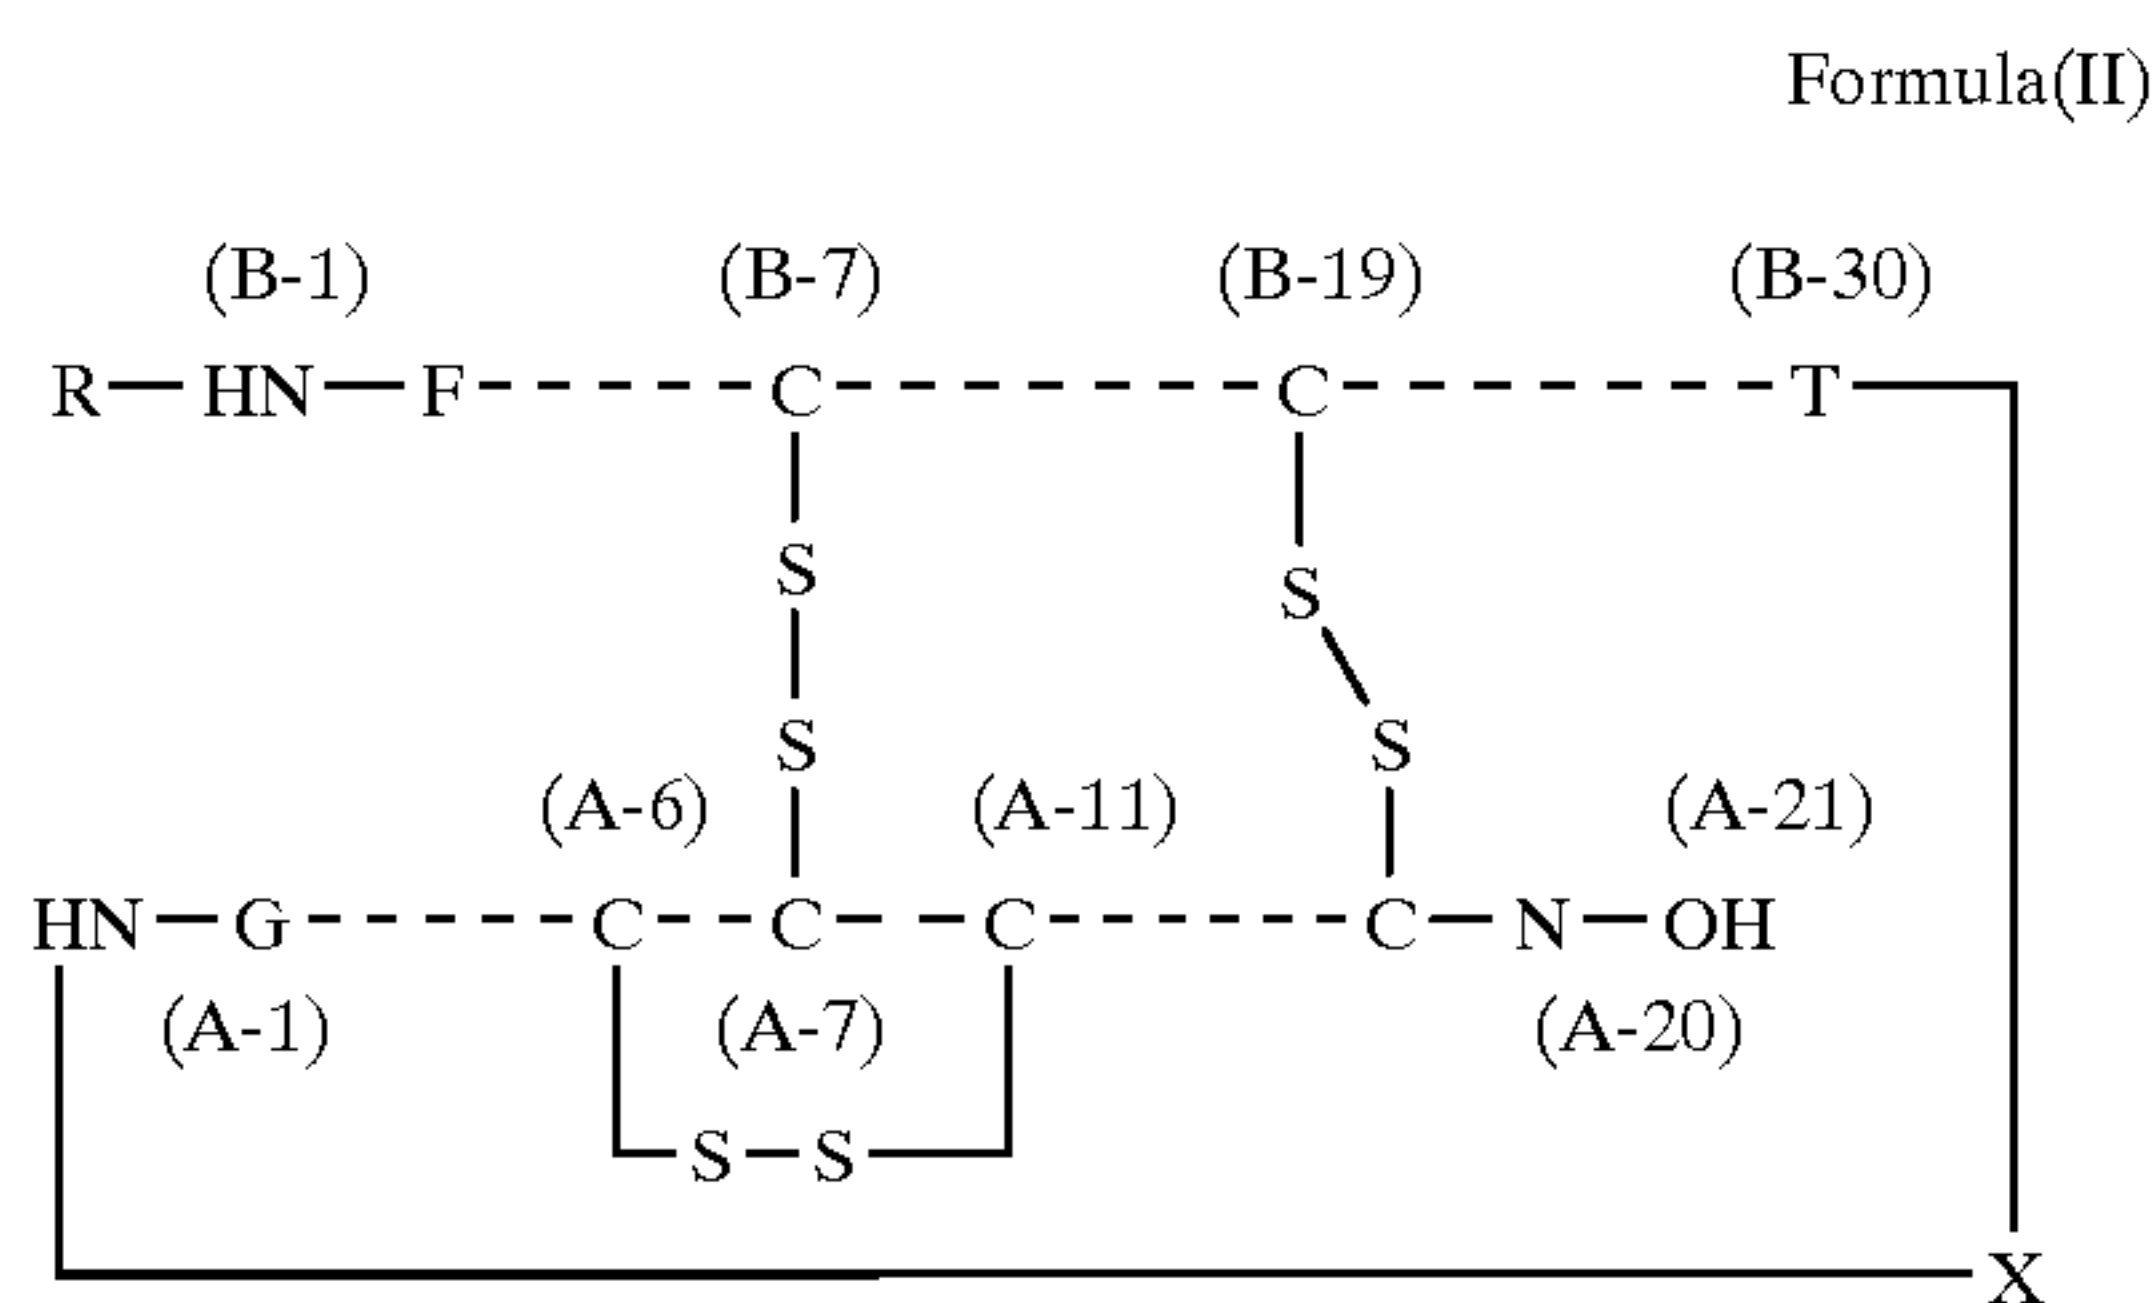 Formula(II)
(B-1) (B-7) (B-19) (B-30)
R HN F C C T
S
S
S
S
(A-6) (A-11) (A-21)
HN G C C C C N OH
(A-1) (A-7) (A-20)
S S
X